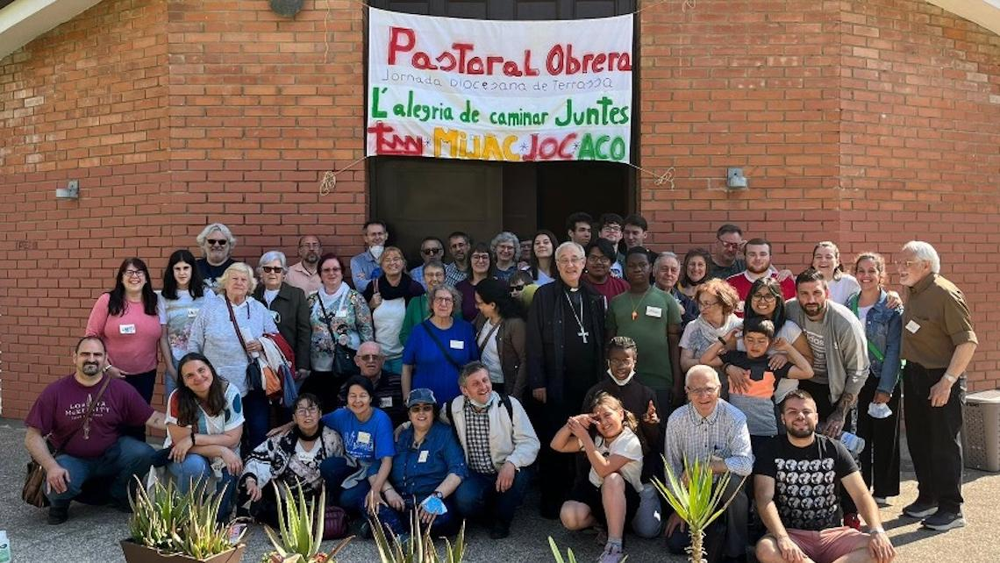 Pastoral Obrera
Jornada Diocesana de Terrassa
L'alegria de caminar Juntes
MIJAC * JOC * ACO